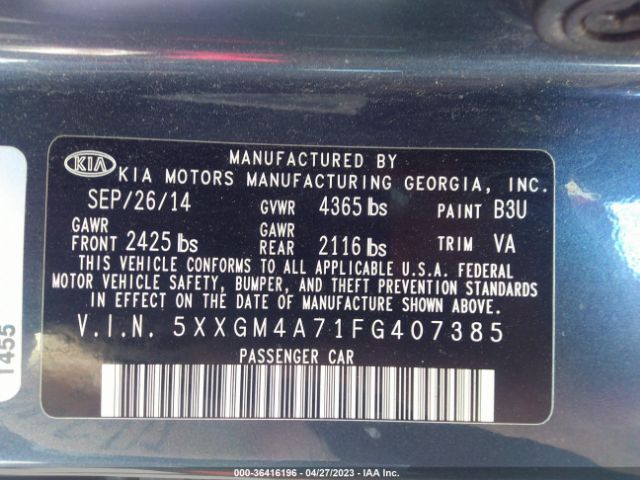 MANUFACTURED BY
KIA KIA MOTORS MANUFACTURING GEORGIA, INC.
SEP/26/14 GVWR 4365 lbs PAINT B3U
GAWR FRONT 2425 lbs GAWR REAR 2116 lbs TRIM VA
THIS VEHICLE CONFORMS TO ALL APPLICABLE U.S.A. FEDERAL
MOTOR VEHICLE SAFETY, BUMPER, AND THEFT PREVENTION STANDARDS
IN EFFECT ON THE DATE OF MANUFACTURE SHOWN ABOVE.
V.I.N. 5XXGM4A71FG407385
PASSENGER CAR
1455
0000 - 36416196 - 04/27/2023 - IAA Inc.